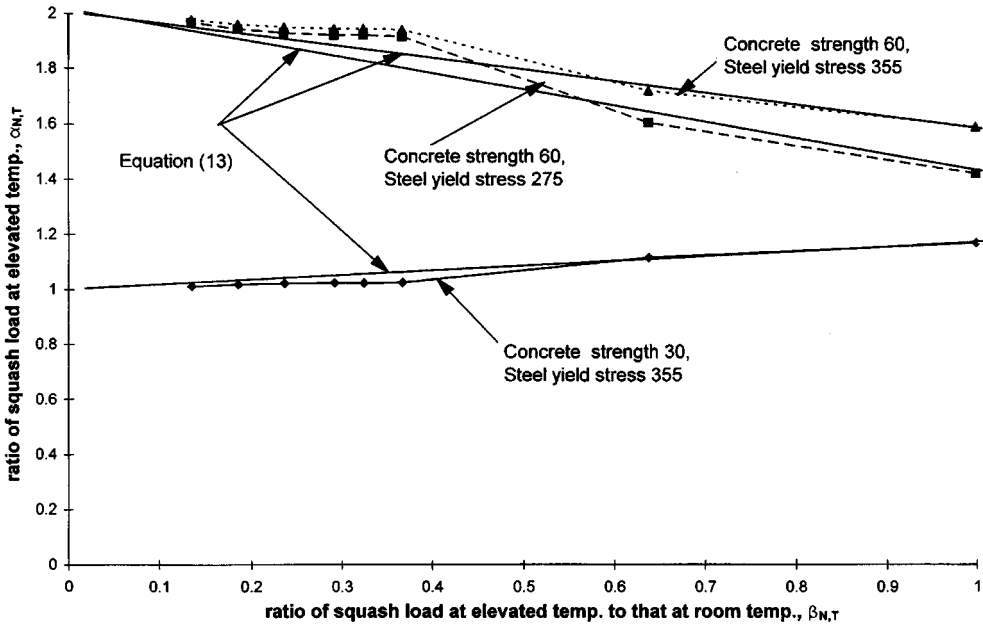 2
1.8
1.6
1.4
1.2
1
0.8
0.6
0.4
0.2
0
ratio of squash load at elevated temp., αN,T
Concrete strength 60,
Steel yield stress 355
Equation (13)
Concrete strength 60,
Steel yield stress 275
Concrete strength 30,
Steel yield stress 355
0 0.1 0.2 0.3 0.4 0.5 0.6 0.7 0.8 0.9 1
ratio of squash load at elevated temp. to that at room temp., βN,T